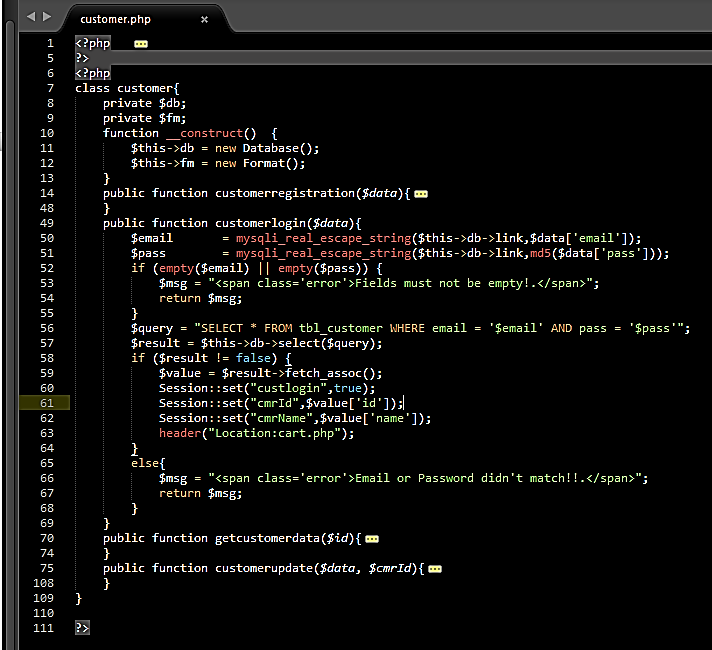 customer.php ×
1 <?php
5 ?>
6 <?php
7 class customer{
8 private $db;
9 private $fm;
10 function __construct()  {
11 $this->db = new Database();
12 $this->fm = new Format();
13 }
14 public function customerregistration($data){
48 }
49 public function customerlogin($data){
50 $email       = mysqli_real_escape_string($this->db->link,$data['email']);
51 $pass        = mysqli_real_escape_string($this->db->link,md5($data['pass']));
52 if (empty($email) || empty($pass)) {
53 $msg = "<span class='error'>Fields must not be empty!.</span>";
54 return $msg;
55 }
56 $query = "SELECT * FROM tbl_customer WHERE email = '$email' AND pass = '$pass'";
57 $result = $this->db->select($query);
58 if ($result != false) {
59 $value = $result->fetch_assoc();
60 Session::set("custlogin",true);
61 Session::set("cmrId",$value['id']);
62 Session::set("cmrName",$value['name']);
63 header("Location:cart.php");
64 }
65 else{
66 $msg = "<span class='error'>Email or Password didn't match!!.</span>";
67 return $msg;
68 }
69 }
70 public function getcustomerdata($id){
74 }
75 public function customerupdate($data, $cmrId){
108 }
109 }
110
111 ?>